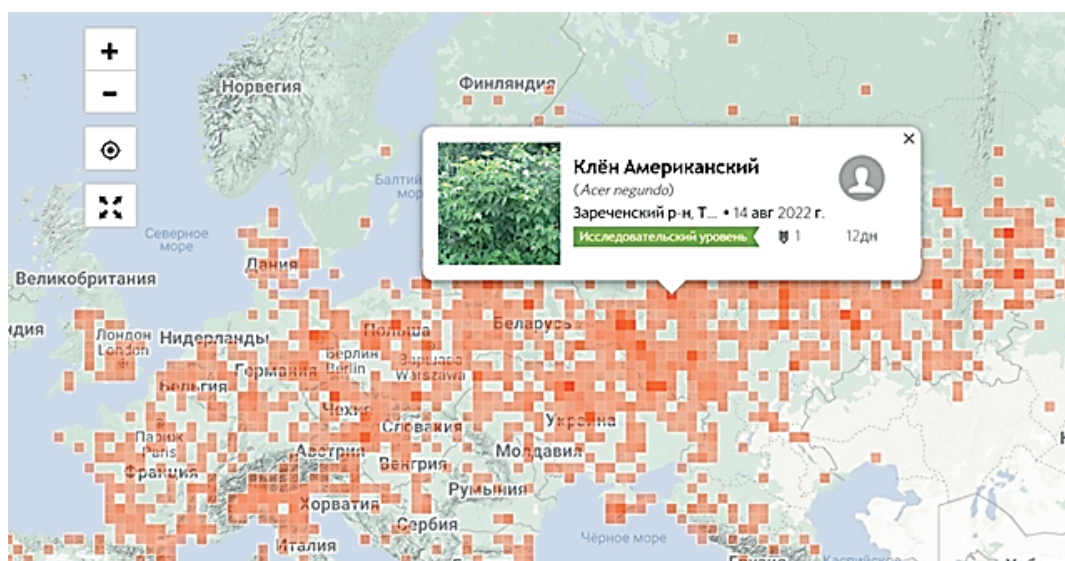 +
-
Норвегия
Финляндия
Клён Американский
(Acer negundo)
Зареченский р-н, Т... • 14 авг 2022 г.
Исследовательский уровень 1 12дн
Северное
море
Дания
Великобритания
Лондон
London
Нидерланды
Польша
Беларусь
Берлин
Berlin
Варшава
Warszawa
Германия
Бельгия
Чехия
Словакия
Украина
Париж
Paris
Франция
Австрия
Венгрия
Молдавия
Румыния
Хорватия
Сербия
Италия
Чёрное море
Каспийское